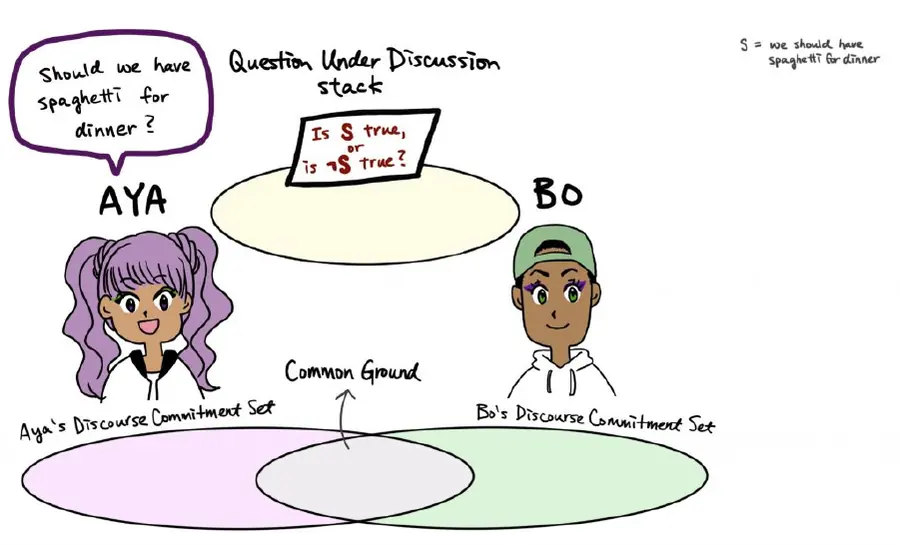 Should we have
spaghetti for
dinner?
Question Under Discussion
stack
S = we should have
spaghetti for dinner
Is S true,
or
is ¬S true?
AYA
BO
Common Ground
Aya's Discourse Commitment Set
Bo's Discourse Commitment Set